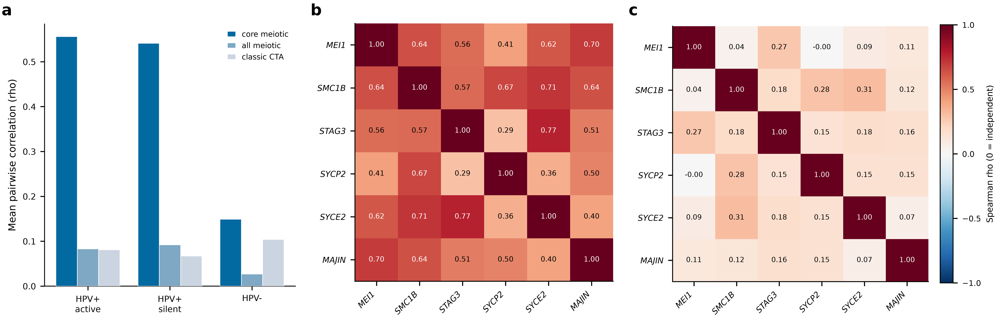 a
Mean pairwise correlation (rho)
0.5
0.4
0.3
0.2
0.1
0.0
core meiotic
all meiotic
classic CTA
HPV+
active
HPV+
silent
HPV-
b
MEI1 1.00 0.64 0.56 0.41 0.62 0.70
SMC1B 0.64 1.00 0.57 0.67 0.71 0.64
STAG3 0.56 0.57 1.00 0.29 0.77 0.51
SYCP2 0.41 0.67 0.29 1.00 0.36 0.50
SYCE2 0.62 0.71 0.77 0.36 1.00 0.40
MAJIN 0.70 0.64 0.51 0.50 0.40 1.00
MEI1 SMC1B STAG3 SYCP2 SYCE2 MAJIN
c
MEI1 1.00 0.04 0.27 -0.00 0.09 0.11
SMC1B 0.04 1.00 0.18 0.28 0.31 0.12
STAG3 0.27 0.18 1.00 0.15 0.18 0.16
SYCP2 -0.00 0.28 0.15 1.00 0.15 0.15
SYCE2 0.09 0.31 0.18 0.15 1.00 0.07
MAJIN 0.11 0.12 0.16 0.15 0.07 1.00
MEI1 SMC1B STAG3 SYCP2 SYCE2 MAJIN
1.0
0.5
0.0
−0.5
−1.0
Spearman rho (0 = independent)